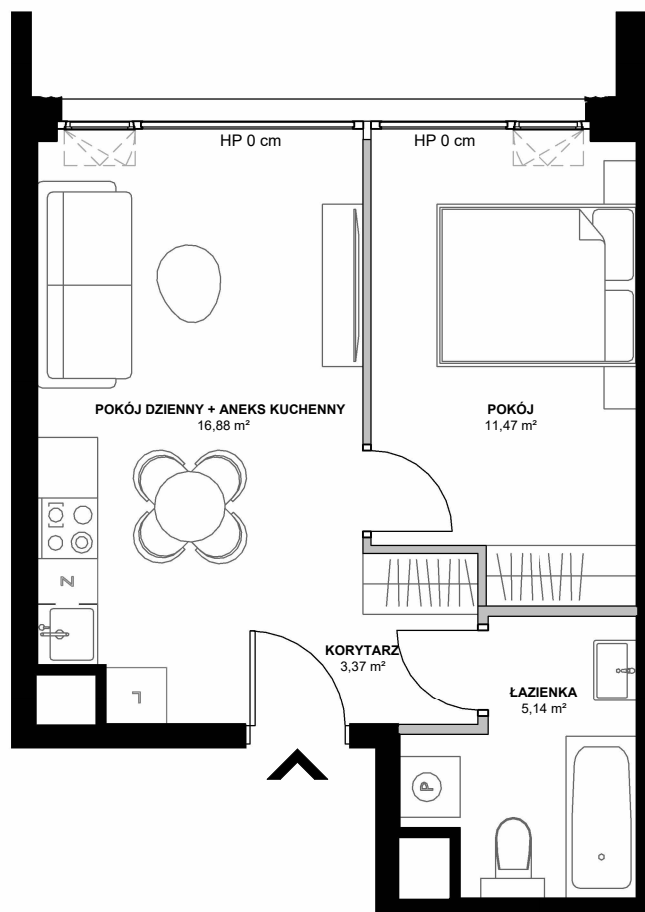 HP 0 cm
HP 0 cm
POKÓJ DZIENNY + ANEKS KUCHENNY
16,88 m²
POKÓJ
11,47 m²
Z
KORYTARZ
3,37 m²
ŁAZIENKA
5,14 m²
L
P